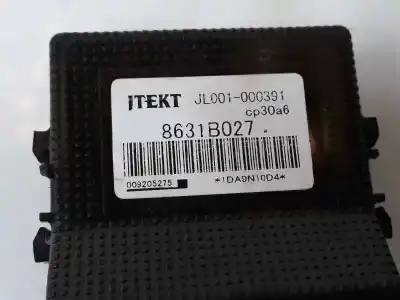 JTEKT JL001-000391
cp30a6
8631B027.
009205275 *1DA9N10D4*